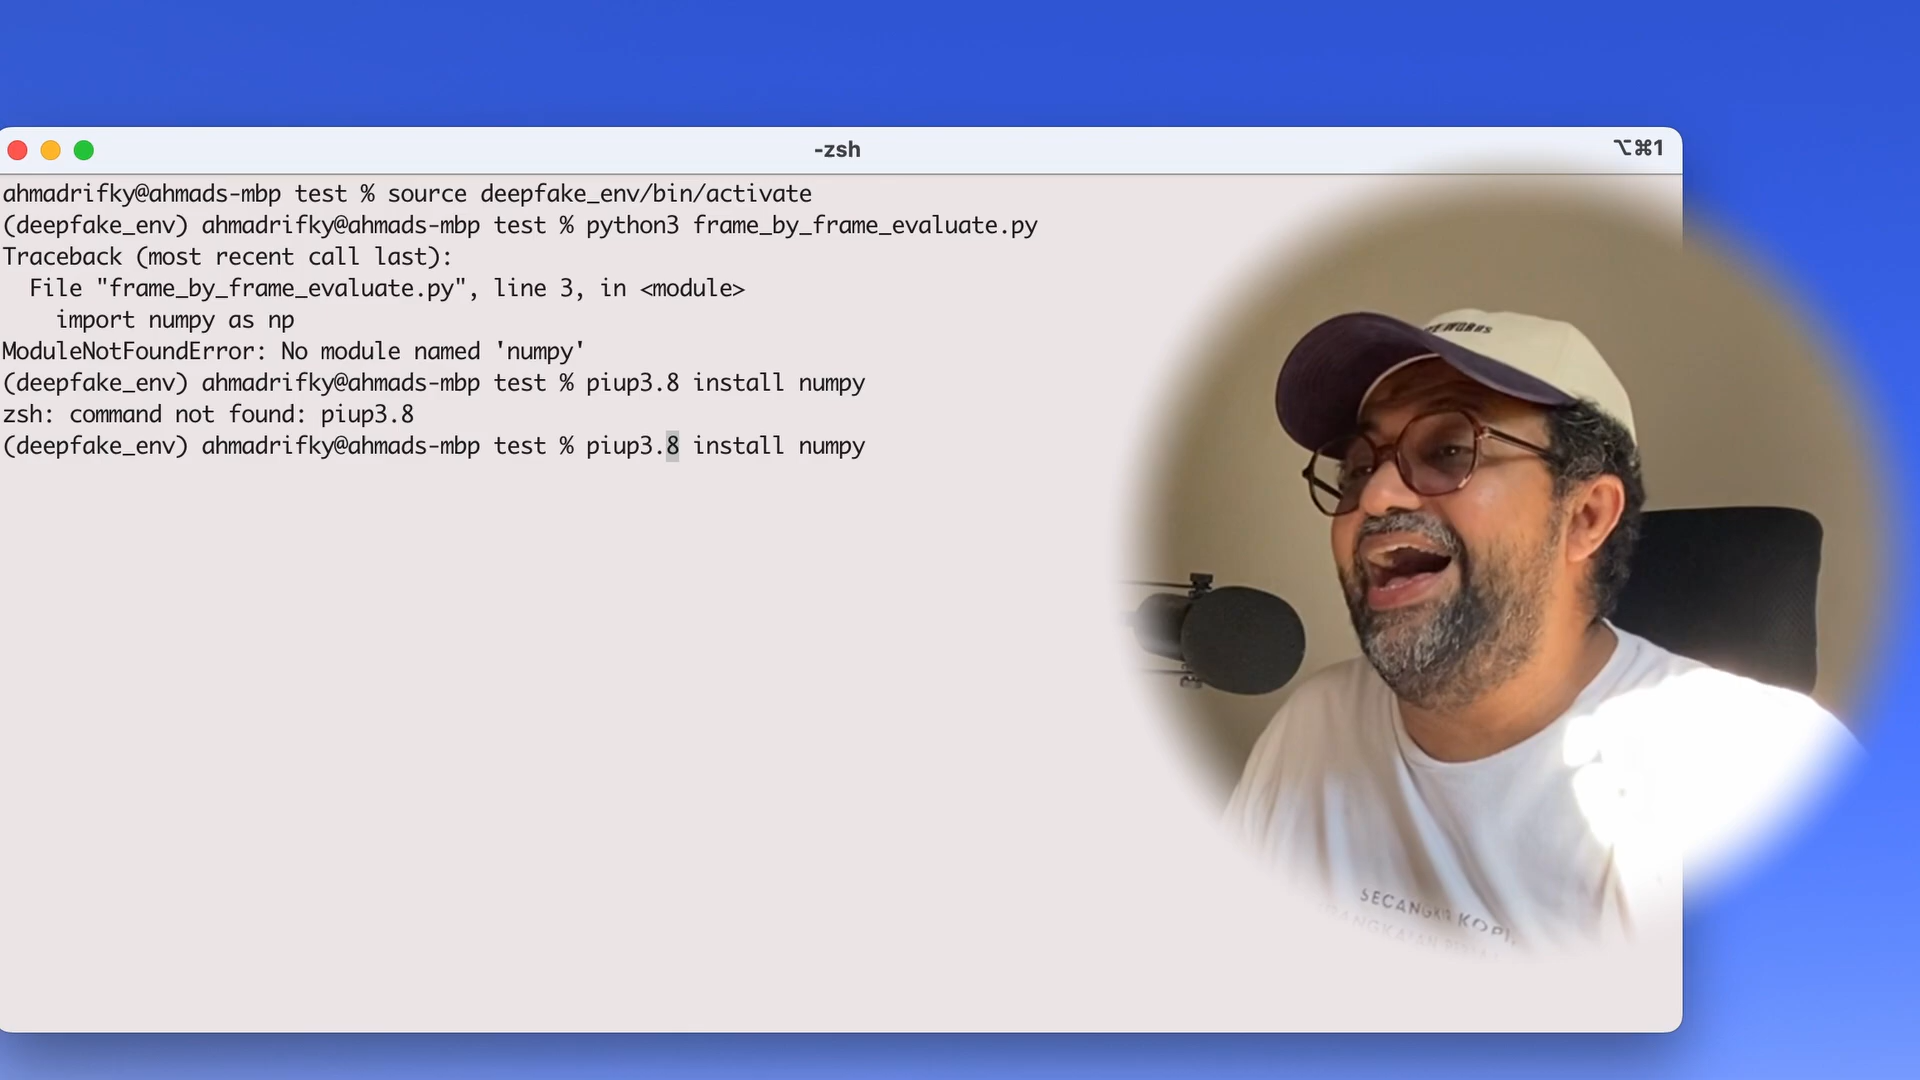 -zsh
⌥⌘1
ahmadrifky@ahmads-mbp test % source deepfake_env/bin/activate
(deepfake_env) ahmadrifky@ahmads-mbp test % python3 frame_by_frame_evaluate.py
Traceback (most recent call last):
  File "frame_by_frame_evaluate.py", line 3, in <module>
    import numpy as np
ModuleNotFoundError: No module named 'numpy'
(deepfake_env) ahmadrifky@ahmads-mbp test % piup3.8 install numpy
zsh: command not found: piup3.8
(deepfake_env) ahmadrifky@ahmads-mbp test % piup3.8 install numpy
SECANGKIR KOPI,